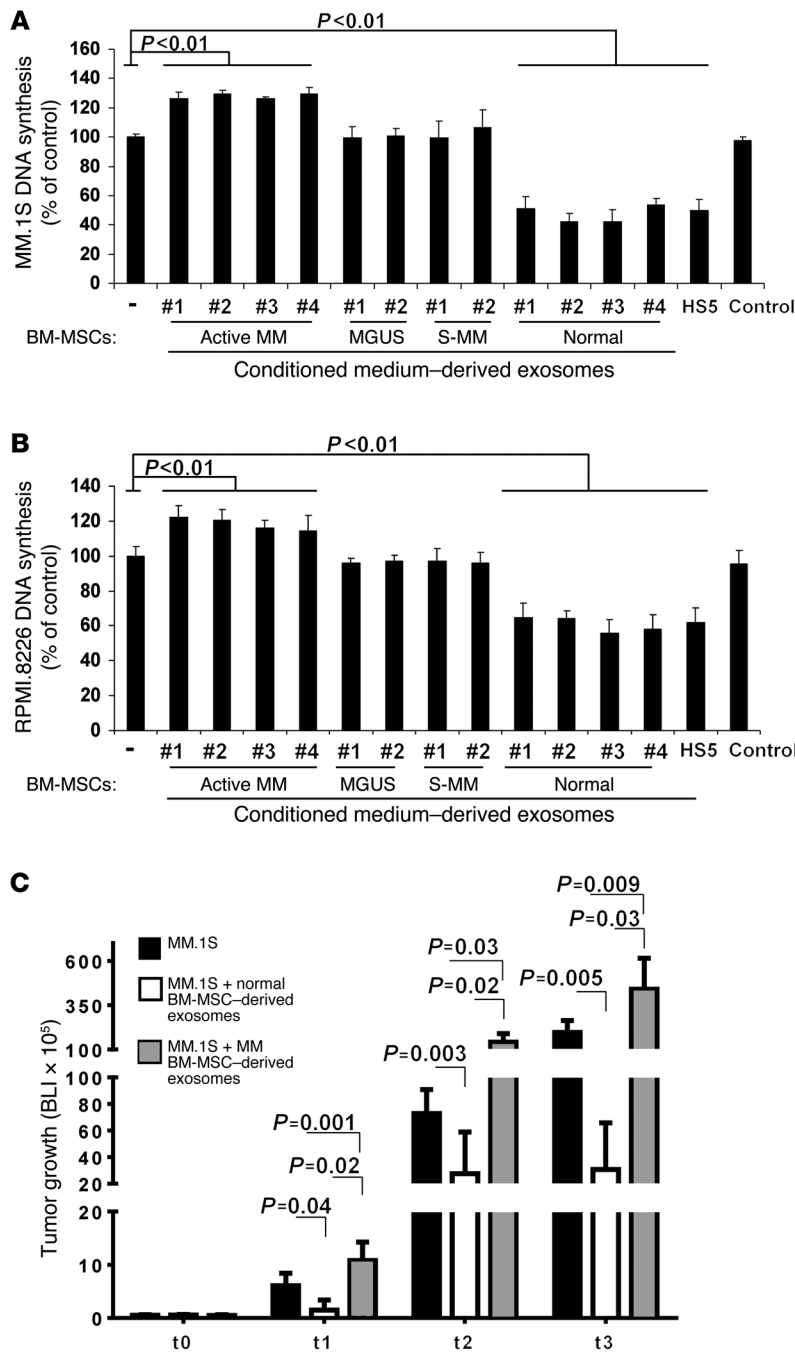 A
P<0.01
P<0.01
MM.1S DNA synthesis
(% of control)
160
140
120
100
80
60
40
20
0
- #1 #2 #3 #4 #1 #2 #1 #2 #1 #2 #3 #4 HS5 Control
BM-MSCs: Active MM MGUS S-MM Normal
Conditioned medium–derived exosomes
B
P<0.01
P<0.01
RPMI.8226 DNA synthesis
(% of control)
140
120
100
80
60
40
20
0
- #1 #2 #3 #4 #1 #2 #1 #2 #1 #2 #3 #4 HS5 Control
BM-MSCs: Active MM MGUS S-MM Normal
Conditioned medium–derived exosomes
C
Tumor growth (BLI × 10⁵)
600
350
100
100
80
60
40
20
20
10
0
MM.1S
MM.1S + normal
BM-MSC–derived
exosomes
MM.1S + MM
BM-MSC–derived
exosomes
P=0.001
P=0.02
P=0.04
P=0.03
P=0.02
P=0.003
P=0.009
P=0.03
P=0.005
t0 t1 t2 t3